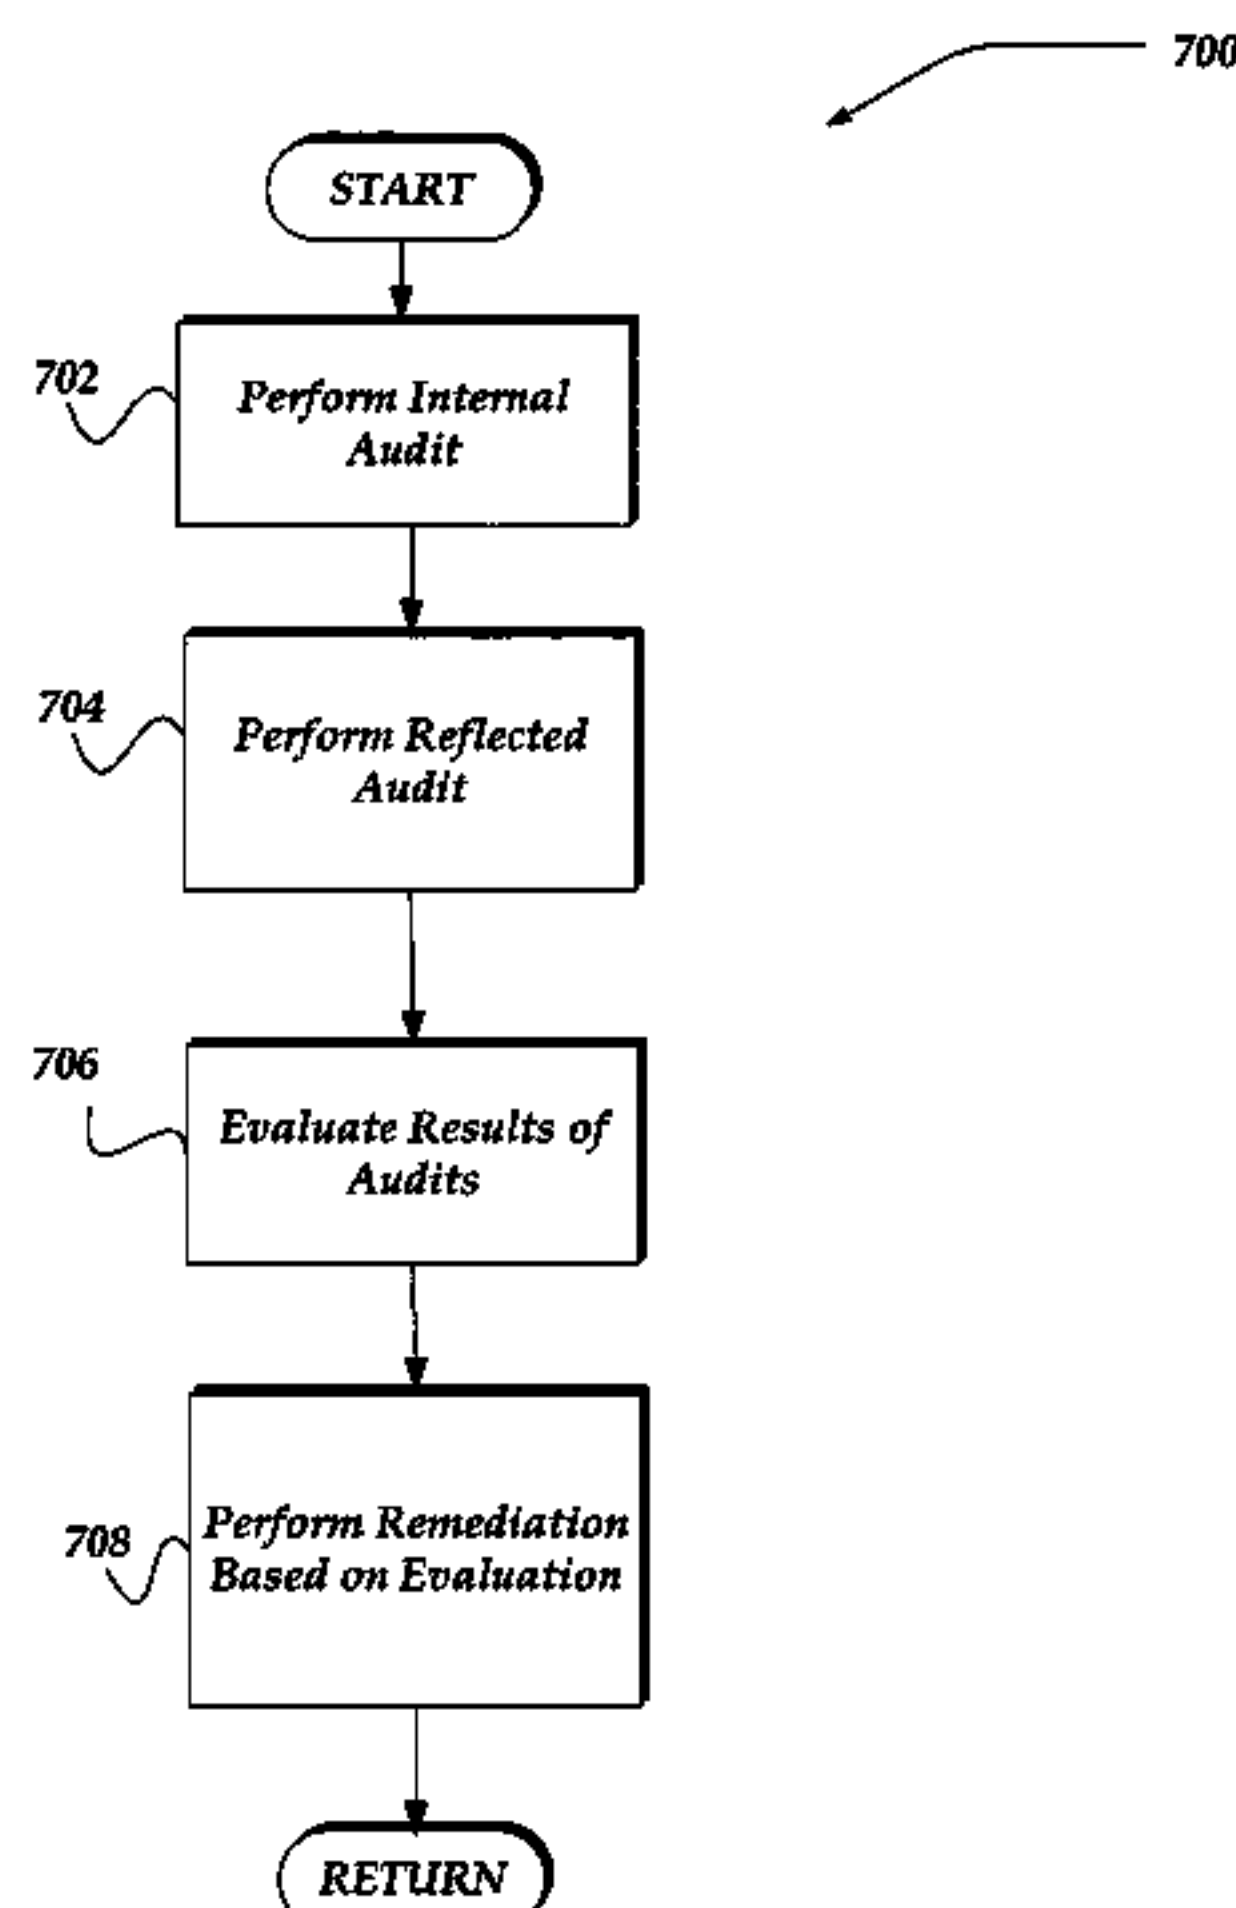 700
START
702
Perform Internal
Audit
704
Perform Reflected
Audit
706
Evaluate Results of
Audits
708
Perform Remediation
Based on Evaluation
RETURN